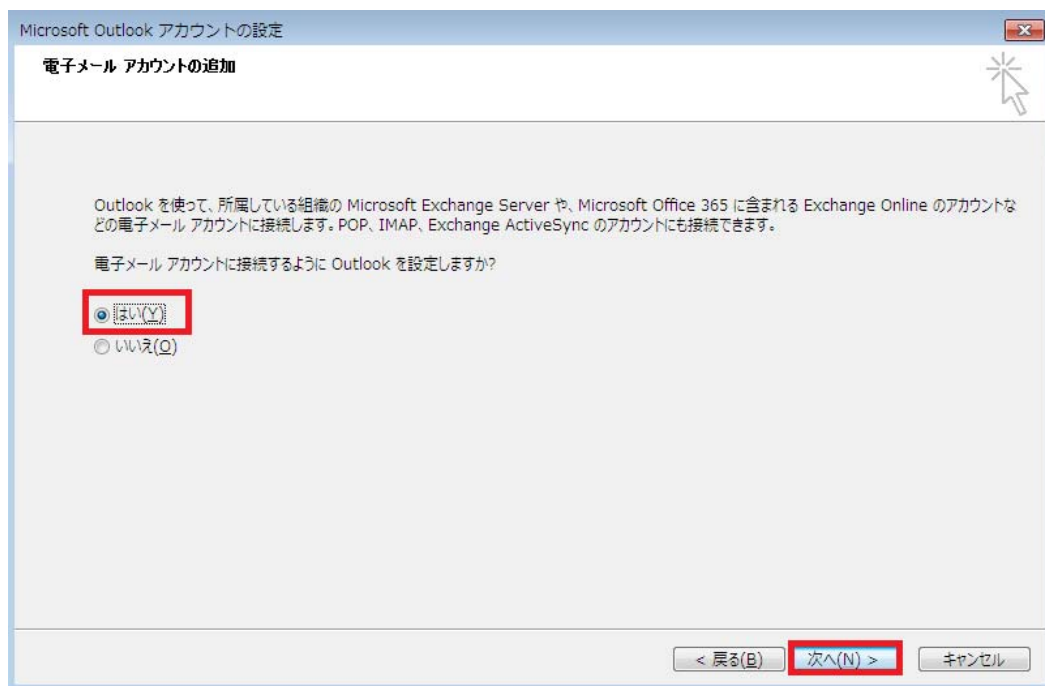 Microsoft Outlook アカウントの設定
電子メール アカウントの追加
Outlook を使って、所属している組織の Microsoft Exchange Server や、Microsoft Office 365 に含まれる Exchange Online のアカウントな
どの電子メール アカウントに接続します。POP、IMAP、Exchange ActiveSync のアカウントにも接続できます。
電子メール アカウントに接続するように Outlook を設定しますか?
はい(Y)
いいえ(O)
< 戻る(B) 次へ(N) > キャンセル